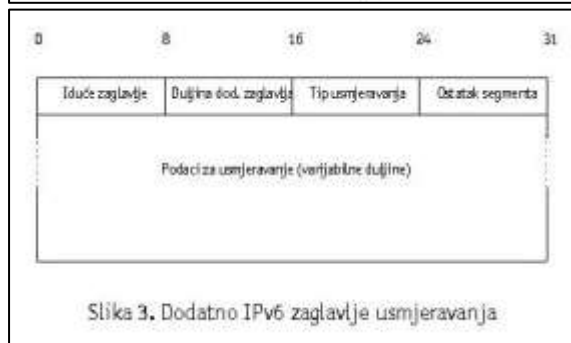 0 8 16 24 31
Iduće zaglavlje Duljina dod. zaglavlja Tip usmjeravanja Ostatak segmenta
Podaci za usmjeravanje (varijabilne duljine)
Slika 3. Dodatno IPv6 zaglavlje usmjeravanja